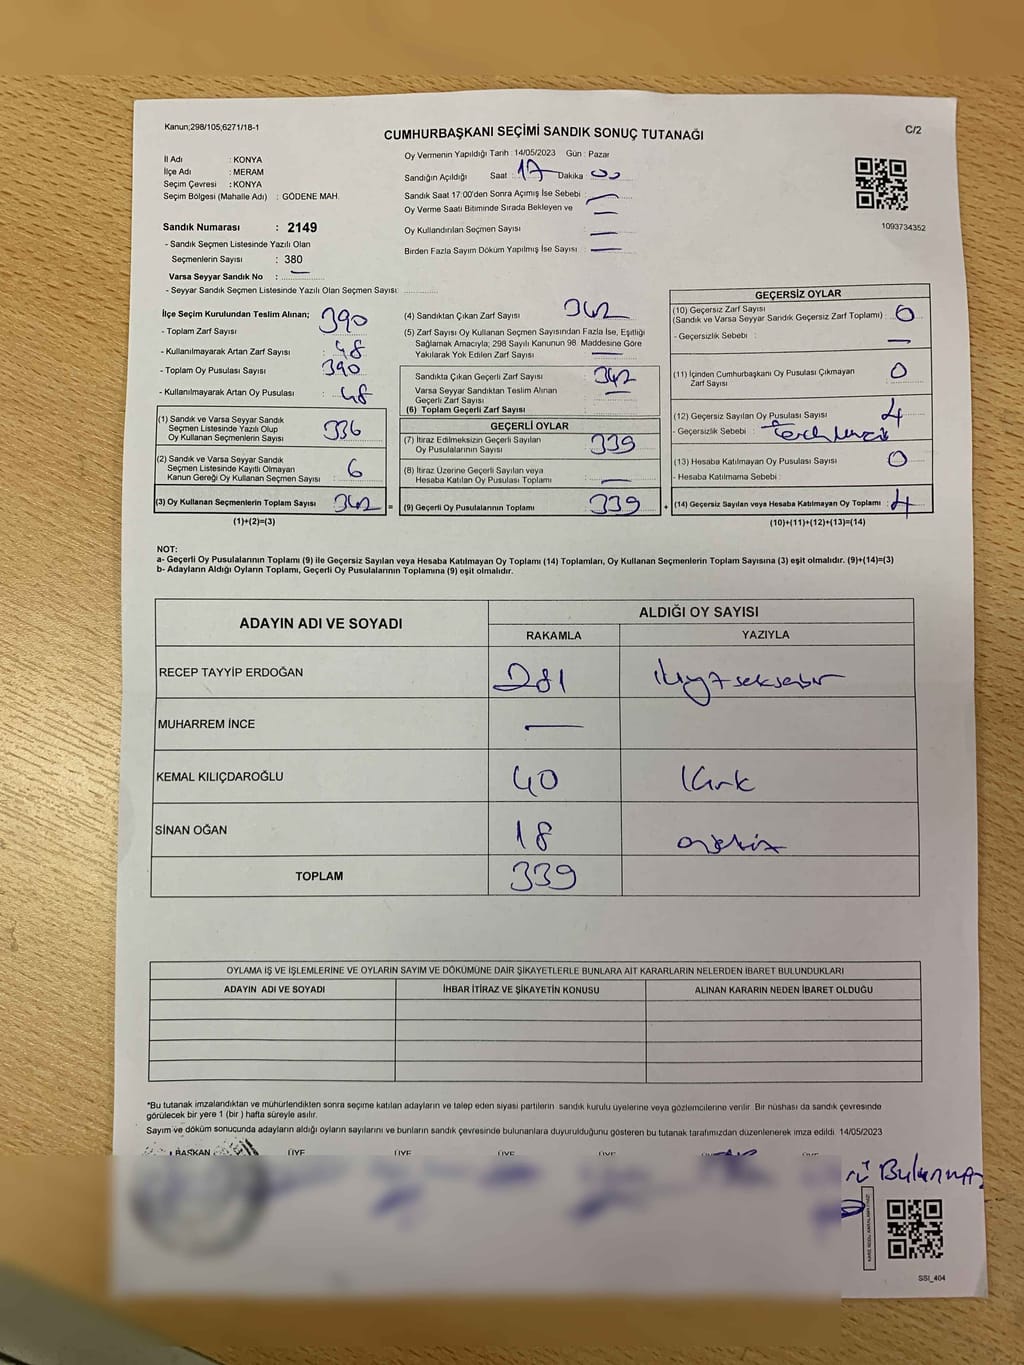 Kanun;298/105;6271/18-1
CUMHURBAŞKANI SEÇİMİ SANDIK SONUÇ TUTANAĞI
C/2
İl Adı : KONYA
İlçe Adı : MERAM
Seçim Çevresi : KONYA
Seçim Bölgesi (Mahalle Adı) : GÖDENE MAH.
Oy Vermenin Yapıldığı Tarih :14/05/2023 Gün : Pazar
Sandığın Açıldığı Saat : 17 Dakika : 00
Sandık Saat 17:00'den Sonra Açımış İse Sebebi : —
Oy Verme Saati Bitiminde Sırada Bekleyen ve
Oy Kullandırılan Seçmen Sayısı : —
Birden Fazla Sayım Döküm Yapılmış İse Sayısı : —
1093734352
Sandık Numarası : 2149
- Sandık Seçmen Listesinde Yazılı Olan
Seçmenlerin Sayısı : 380
Varsa Seyyar Sandık No : —
- Seyyar Sandık Seçmen Listesinde Yazılı Olan Seçmen Sayısı:
İlçe Seçim Kurulundan Teslim Alınan;
- Toplam Zarf Sayısı : 390
- Kullanılmayarak Artan Zarf Sayısı : 48
- Toplam Oy Pusulası Sayısı : 390
- Kullanılmayarak Artan Oy Pusulası : 48
(1) Sandık ve Varsa Seyyar Sandık
Seçmen Listesinde Yazılı Olup
Oy Kullanan Seçmenlerin Sayısı : 336
(2) Sandık ve Varsa Seyyar Sandık
Seçmen Listesinde Kayıtlı Olmayan
Kanun Gereği Oy Kullanan Seçmen Sayısı : 6
(3) Oy Kullanan Seçmenlerin Toplam Sayısı : 342
(1)+(2)=(3)
(4) Sandıktan Çıkan Zarf Sayısı : 342
(5) Zarf Sayısı Oy Kullanan Seçmen Sayısından Fazla İse, Eşitliği
Sağlamak Amacıyla; 298 Sayılı Kanunun 98. Maddesine Göre
Yakılarak Yok Edilen Zarf Sayısı : —
Sandıkta Çıkan Geçerli Zarf Sayısı : 342
Varsa Seyyar Sandıktan Teslim Alınan
Geçerli Zarf Sayısı : —
(6) Toplam Geçerli Zarf Sayısı :
GEÇERLİ OYLAR
(7) İtiraz Edilmeksizin Geçerli Sayılan
Oy Pusulalarının Sayısı : 339
(8) İtiraz Üzerine Geçerli Sayılan veya
Hesaba Katılan Oy Pusulası Toplamı : —
= (9) Geçerli Oy Pusulalarının Toplamı : 339
GEÇERSİZ OYLAR
(10) Geçersiz Zarf Sayısı
(Sandık ve Varsa Seyyar Sandık Geçersiz Zarf Toplamı) : 0
- Geçersizlik Sebebi : —
(11) İçinden Cumhurbaşkanı Oy Pusulası Çıkmayan
Zarf Sayısı : 0
(12) Geçersiz Sayılan Oy Pusulası Sayısı : 4
- Geçersizlik Sebebi :
(13) Hesaba Katılmayan Oy Pusulası Sayısı : 0
- Hesaba Katılmama Sebebi :
+ (14) Geçersiz Sayılan veya Hesaba Katılmayan Oy Toplamı : 4
(10)+(11)+(12)+(13)=(14)
NOT:
a- Geçerli Oy Pusulalarının Toplamı (9) ile Geçersiz Sayılan veya Hesaba Katılmayan Oy Toplamı (14) Toplamları, Oy Kullanan Seçmenlerin Toplam Sayısına (3) eşit olmalıdır. (9)+(14)=(3)
b- Adayların Aldığı Oyların Toplamı, Geçerli Oy Pusulalarının Toplamına (9) eşit olmalıdır.
ADAYIN ADI VE SOYADI
ALDIĞI OY SAYISI
RAKAMLA YAZIYLA
RECEP TAYYİP ERDOĞAN 281 ikiyz seksenbir
MUHARREM İNCE —
KEMAL KILIÇDAROĞLU 40 Kırk
SİNAN OĞAN 18 onsekiz
TOPLAM 339
OYLAMA İŞ VE İŞLEMLERİNE VE OYLARIN SAYIM VE DÖKÜMÜNE DAİR ŞİKAYETLERLE BUNLARA AİT KARARLARIN NELERDEN İBARET BULUNDUKLARI
ADAYIN ADI VE SOYADI İHBAR İTİRAZ VE ŞİKAYETİN KONUSU ALINAN KARARIN NEDEN İBARET OLDUĞU
*Bu tutanak imzalandıktan ve mühürlendikten sonra seçime katılan adayların ve talep eden siyasi partilerin sandık kurulu üyelerine veya gözlemcilerine verilir. Bir nüshası da sandık çevresinde
görülecek bir yere 1 (bir ) hafta süreyle asılır.
Sayım ve döküm sonucunda adayların aldığı oyların sayılarını ve bunların sandık çevresinde bulunanlara duyurulduğunu gösteren bu tutanak tarafımızdan düzenlenerek imza edildi. 14/05/2023
BAŞKAN ÜYE ÜYE ÜYE ÜYE
SSI_404